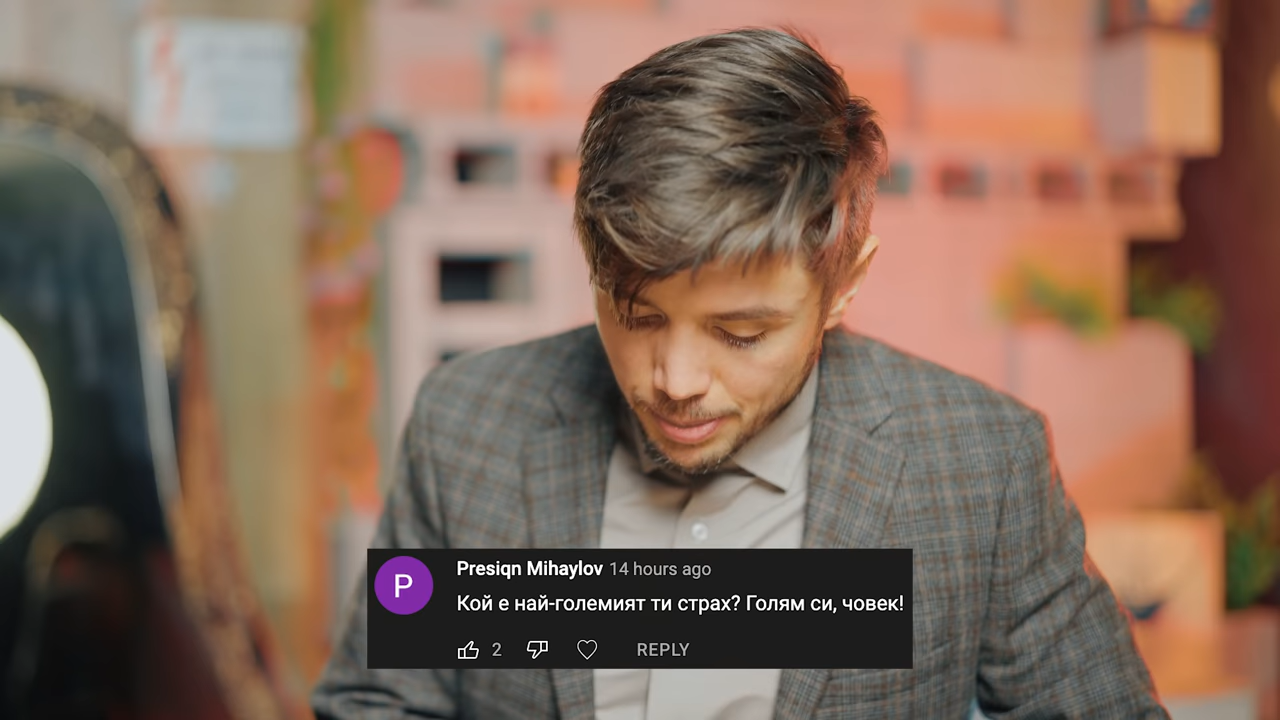 P
Presiqn Mihaylov 14 hours ago
Кой е най-големият ти страх? Голям си, човек!
2 REPLY